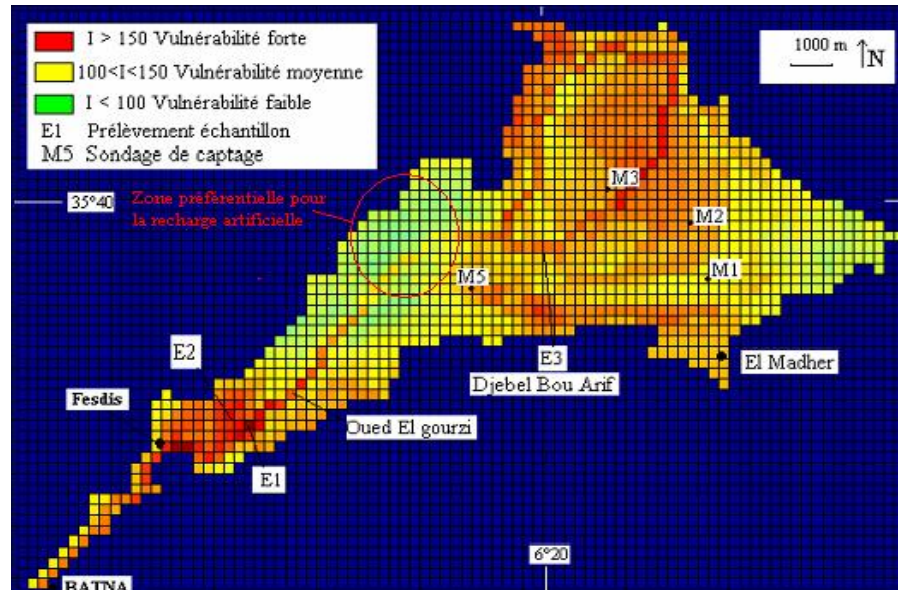 I > 150 Vulnérabilité forte
100<I<150 Vulnérabilité moyenne
I < 100 Vulnérabilité faible
E1 Prélèvement échantillon
M5 Sondage de captage
1000 m
N
Zone préférentielle pour
la recharge artificielle
35°40
M3
M2
M1
M5
E2
E3
Djebel Bou Arif
El Madher
Fesdis
Oued El gourzi
E1
6°20
BATNA